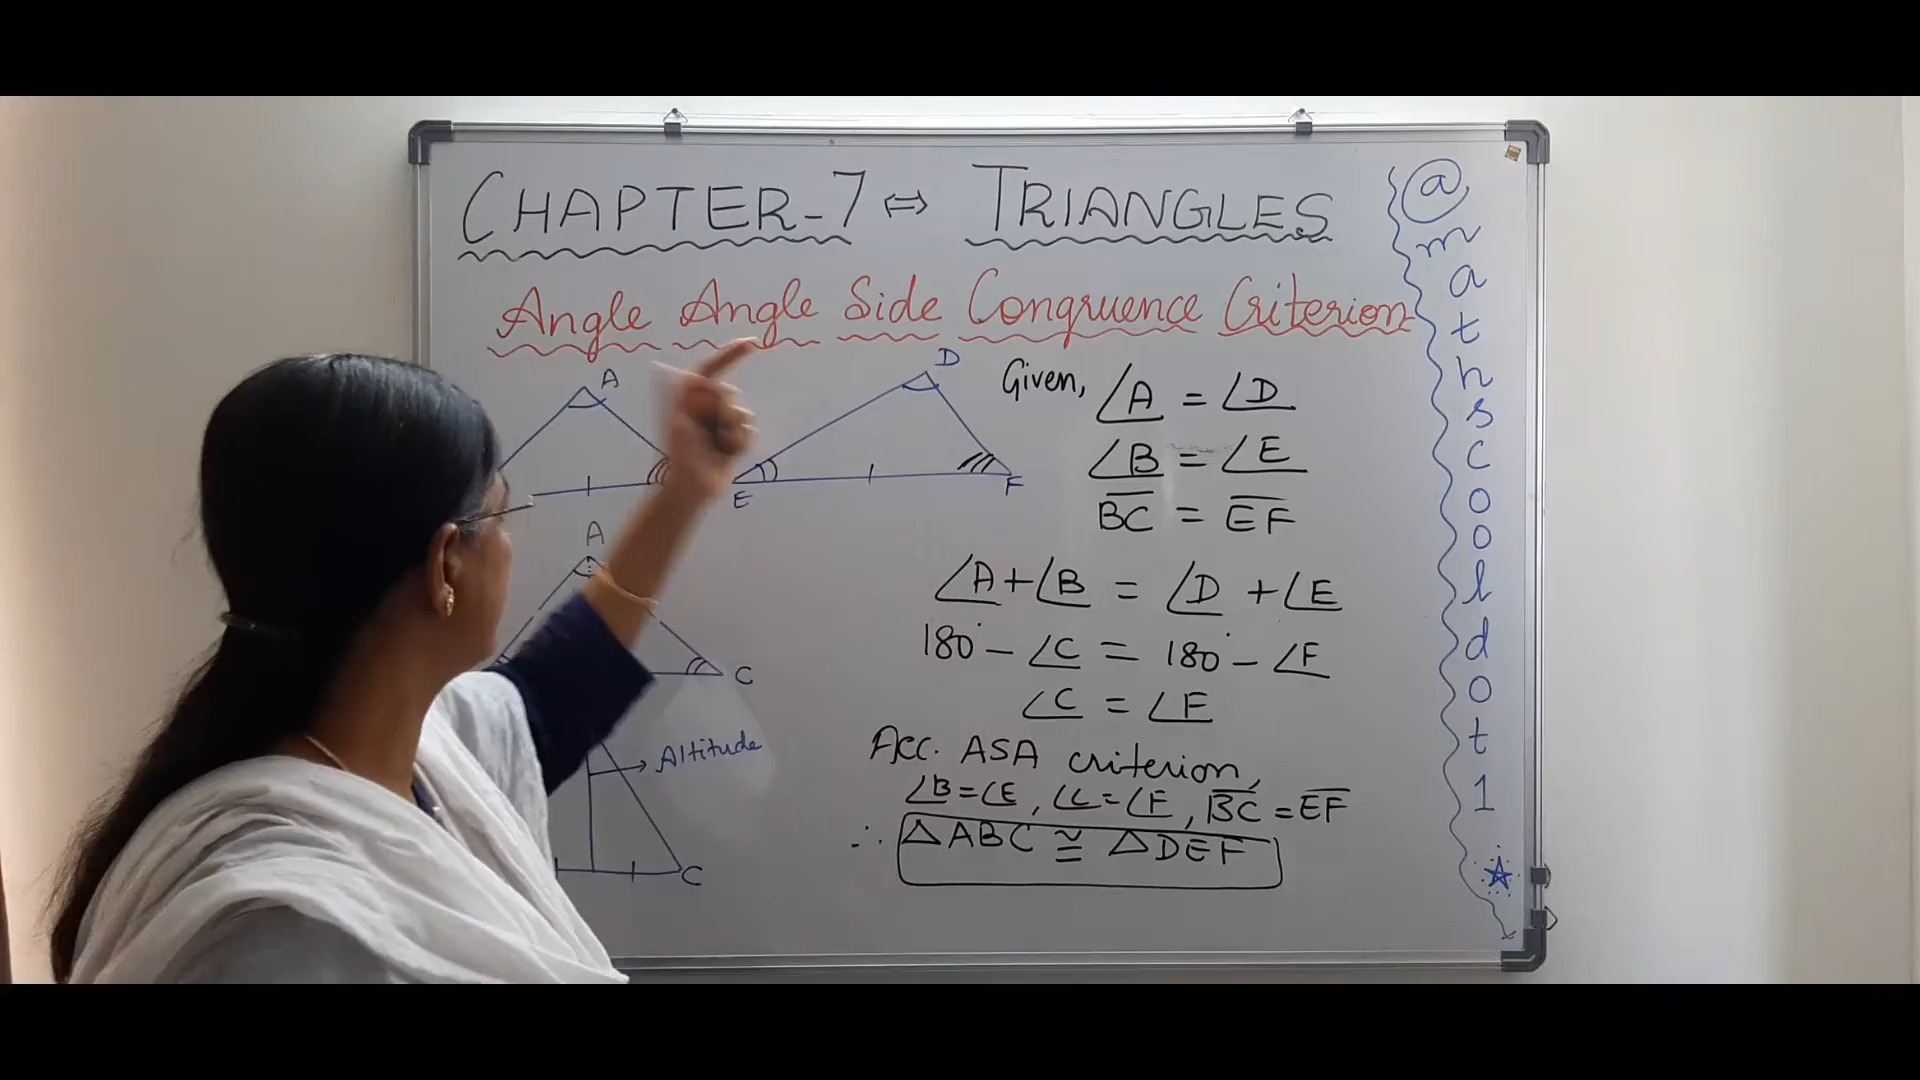 CHAPTER-7 ⇔ TRIANGLES
Angle Angle Side Congruence Criterion
A
D
E
F
Given, ∠A = ∠D
∠B = ∠E
BC = EF
A
C
∠A+∠B = ∠D +∠E
180° - ∠C = 180° - ∠F
∠C = ∠F
Altitude
C
Acc. ASA criterion,
∠B=∠E, ∠C=∠F, BC=EF
∴ △ABC ≅ △DEF
@mathscooldot1